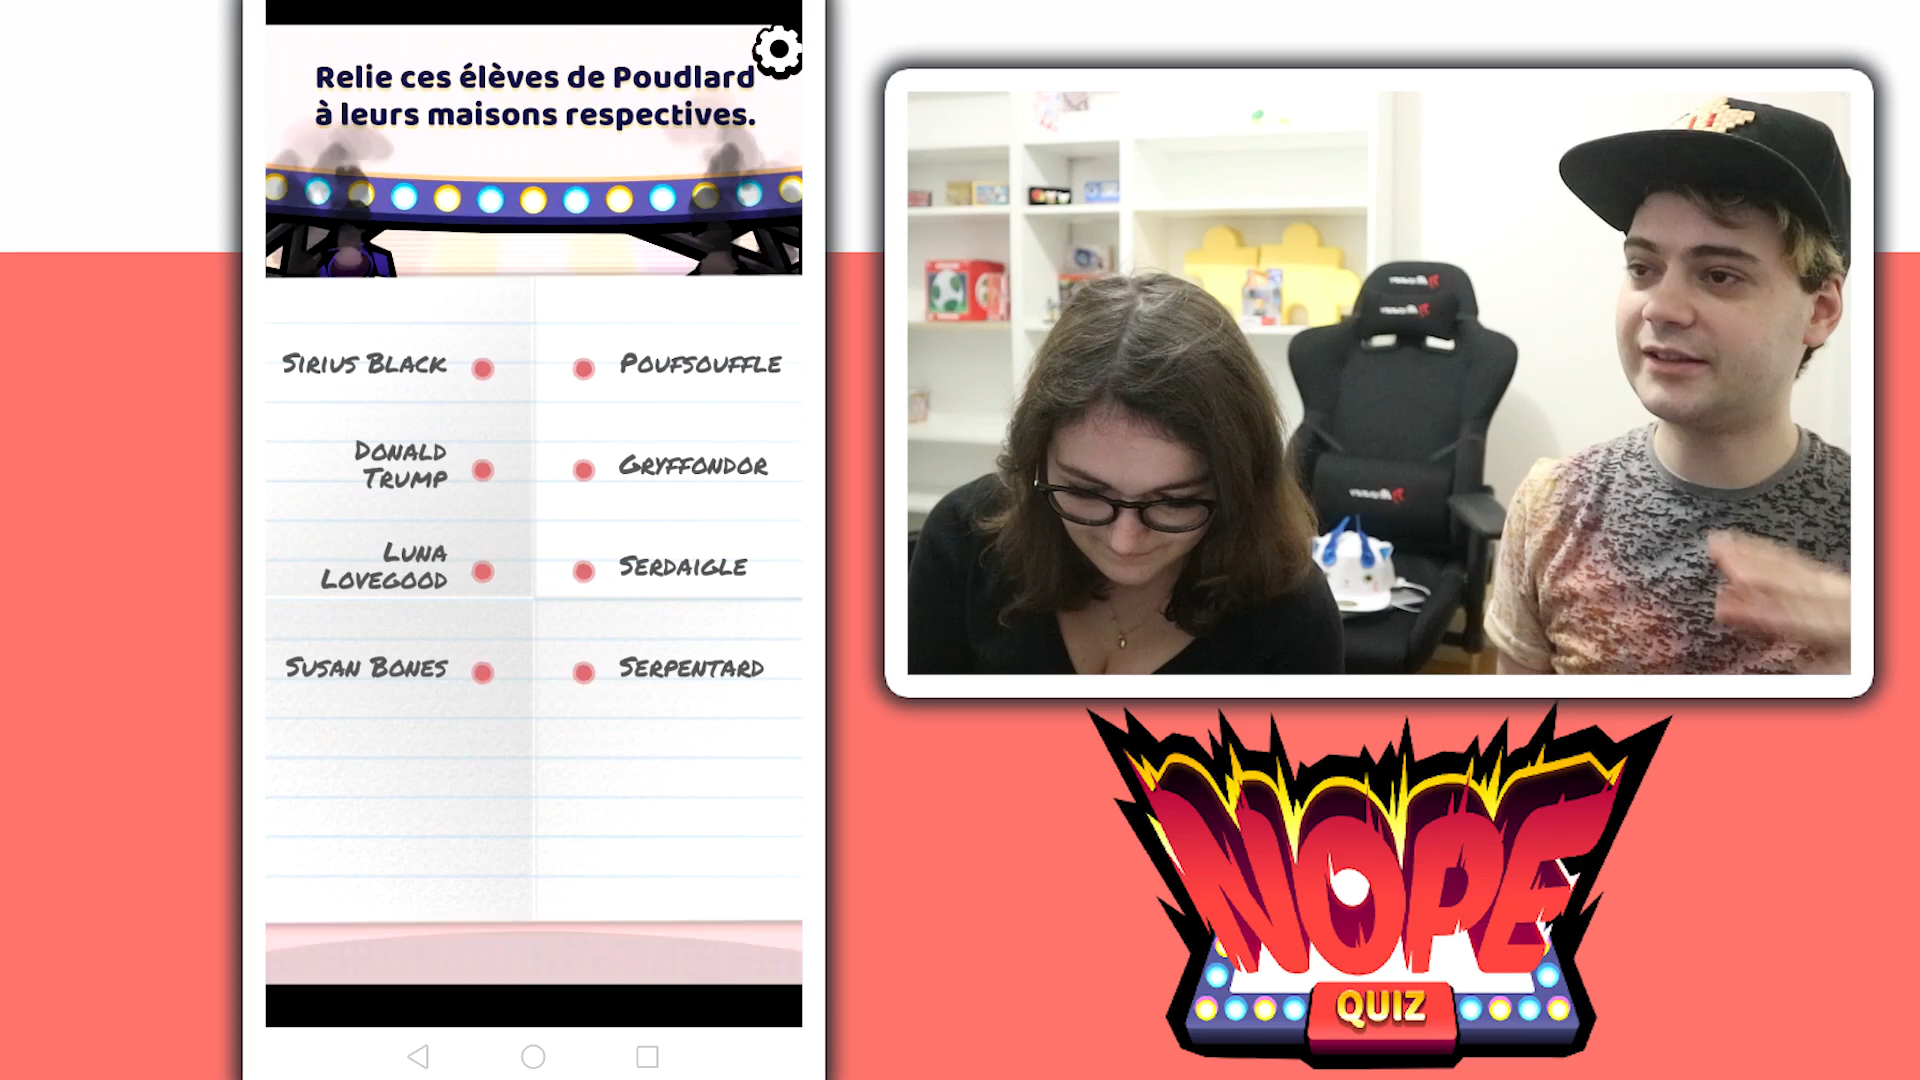 Relie ces élèves de Poudlard
à leurs maisons respectives.
SIRIUS BLACK
POUFSOUFFLE
DONALD
TRUMP
GRYFFONDOR
LUNA
LOVEGOOD
SERDAIGLE
SUSAN BONES
SERPENTARD
NOPE
QUIZ